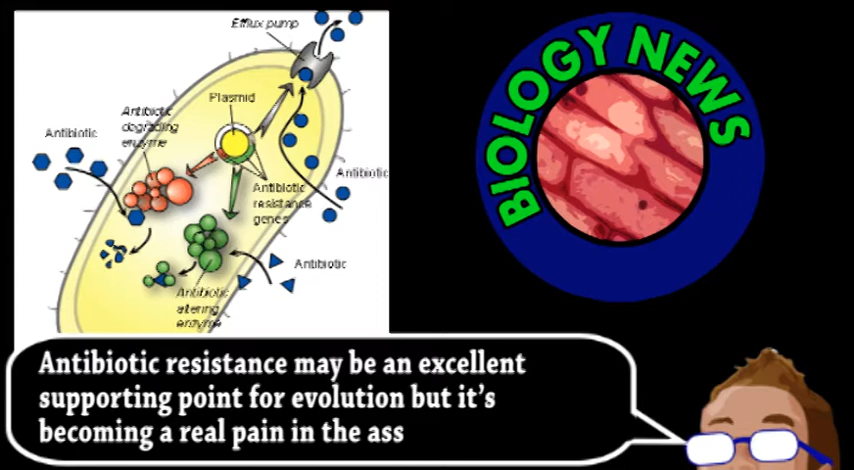 Efflux pump
Plasmid
Antibiotic
degrading
enzyme
Antibiotic
Antibiotic
Antibiotic
resistance
genes
Antibiotic
Antibiotic
altering
enzyme
BIOLOGY NEWS
Antibiotic resistance may be an excellent
supporting point for evolution but it's
becoming a real pain in the ass